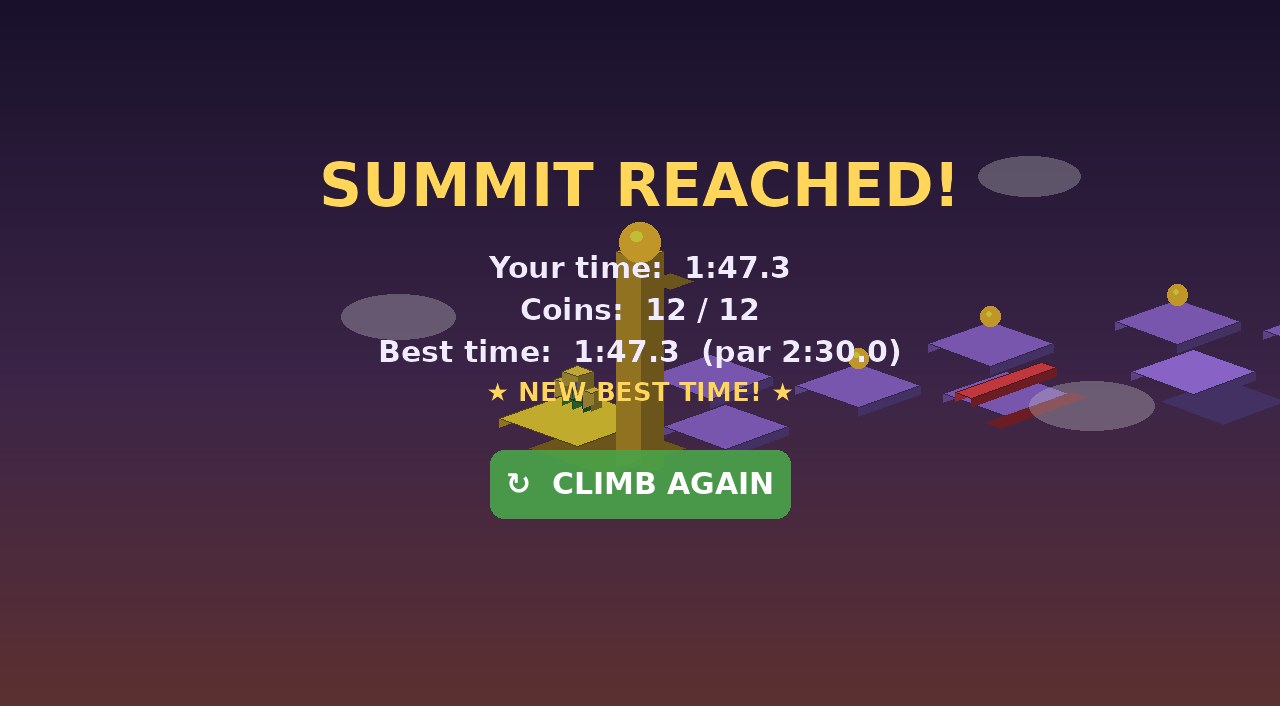 SUMMIT REACHED!
Your time: 1:47.3
Coins: 12 / 12
Best time: 1:47.3 (par 2:30.0)
★ NEW BEST TIME! ★
↻ CLIMB AGAIN